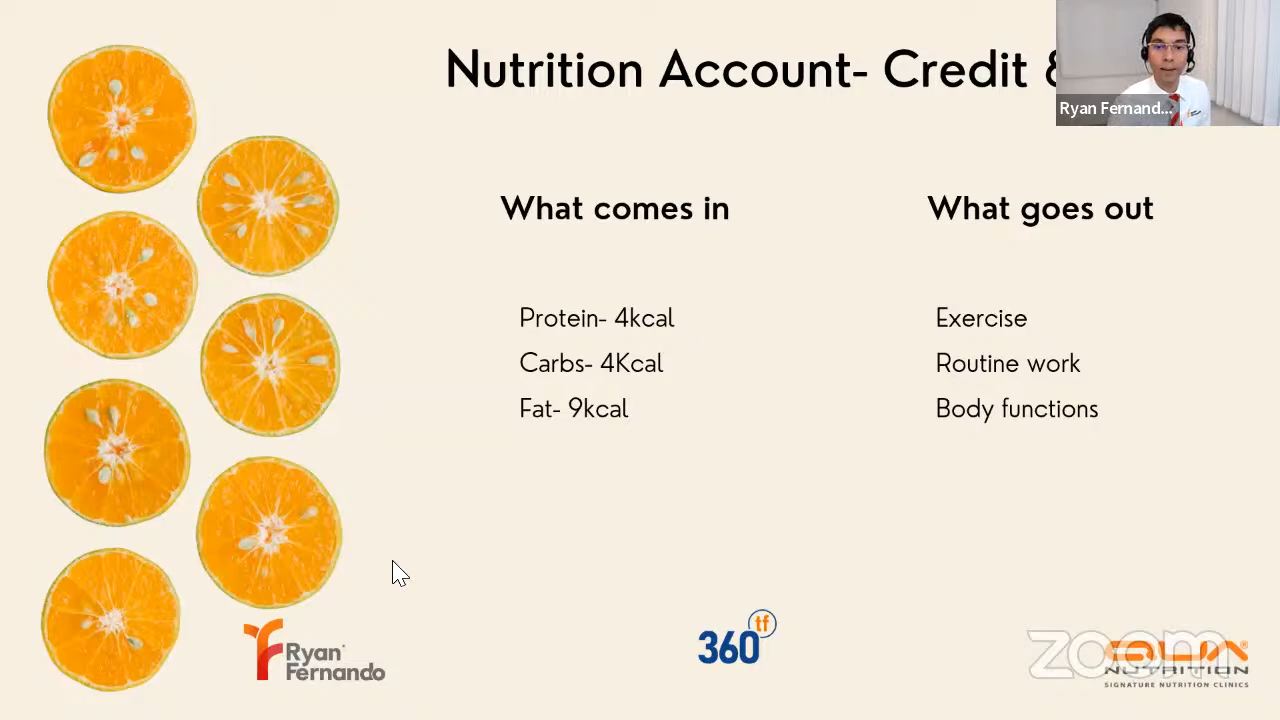 Nutrition Account- Credit
Ryan Fernand...
What comes in
What goes out
Protein- 4kcal
Carbs- 4Kcal
Fat- 9kcal
Exercise
Routine work
Body functions
Ryan
Fernando
360 tf
zoom
NUTRITION
SIGNATURE NUTRITION CLINICS